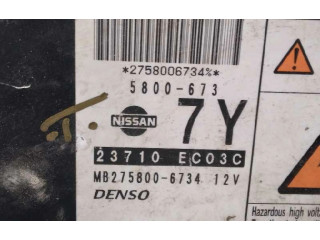 *2758006734%*
5800-673
.T.
NISSAN
7Y
23710 EC03C
MB275800-6734 12V
DENSO
Hazardous high volt